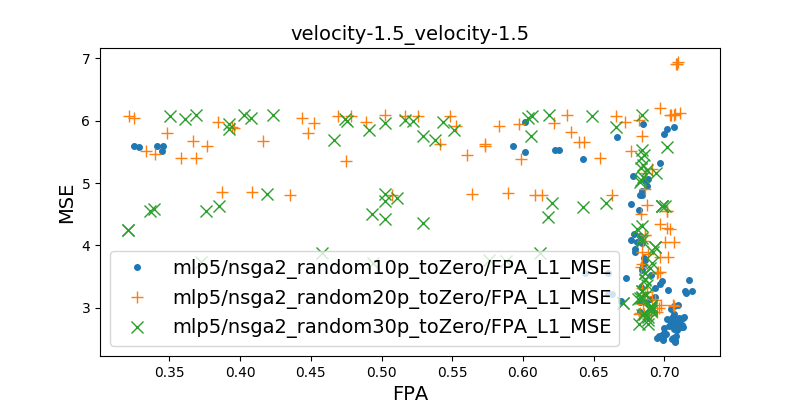 velocity-1.5_velocity-1.5
MSE
7
6
5
4
3
mlp5/nsga2_random10p_toZero/FPA_L1_MSE
mlp5/nsga2_random20p_toZero/FPA_L1_MSE
mlp5/nsga2_random30p_toZero/FPA_L1_MSE
0.35 0.40 0.45 0.50 0.55 0.60 0.65 0.70
FPA